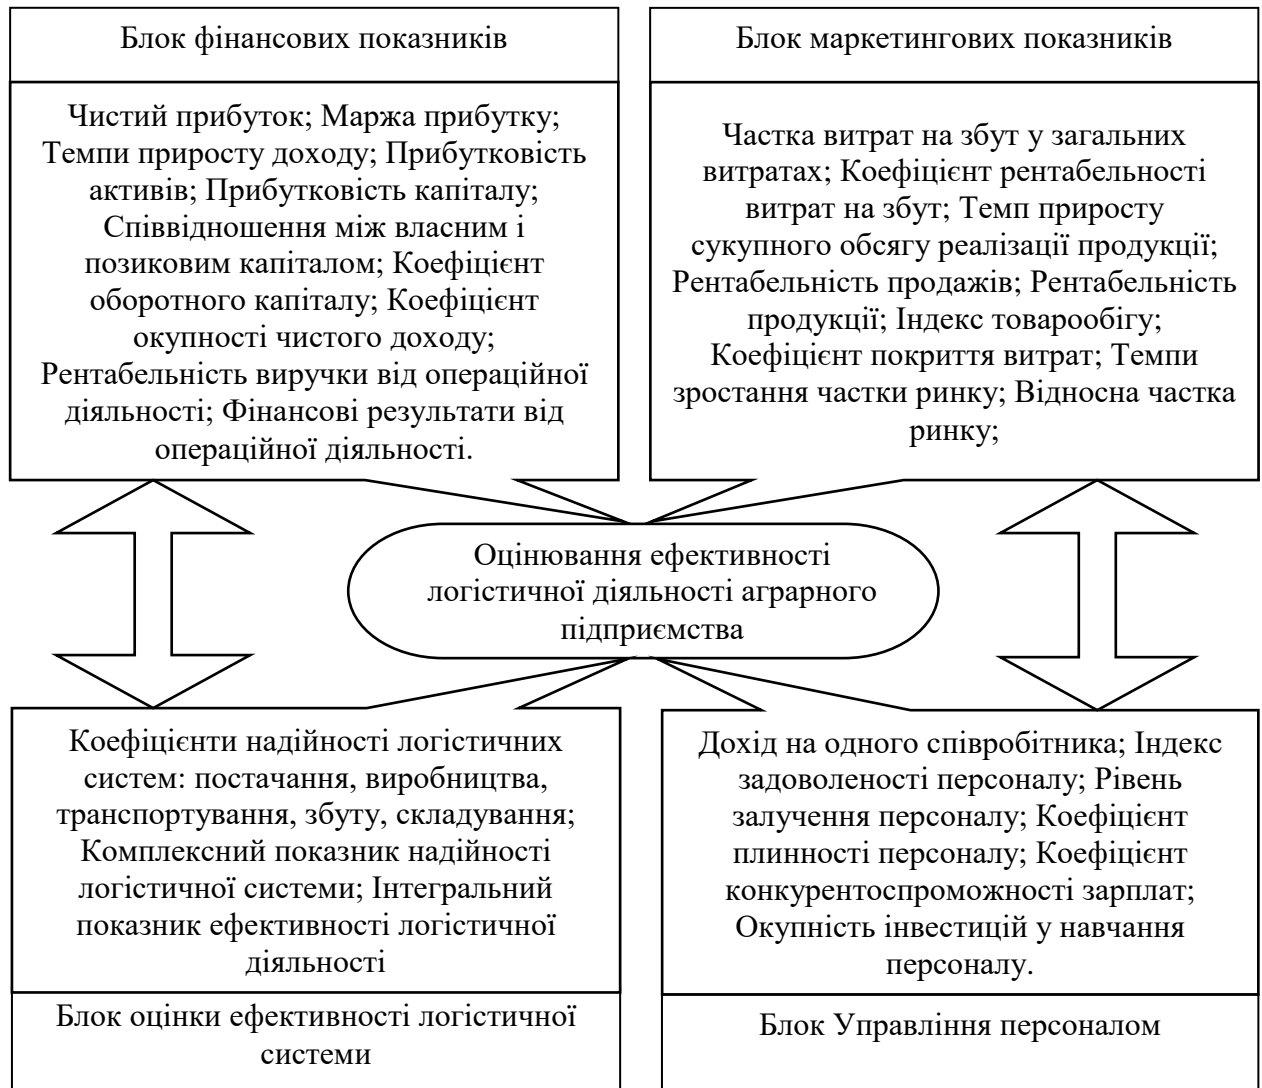 Блок фінансових показників
Чистий прибуток; Маржа прибутку;
Темпи приросту доходу; Прибутковість
активів; Прибутковість капіталу;
Співвідношення між власним і
позиковим капіталом; Коефіцієнт
оборотного капіталу; Коефіцієнт
окупності чистого доходу;
Рентабельність виручки від операційної
діяльності; Фінансові результати від
операційної діяльності.
Блок маркетингових показників
Частка витрат на збут у загальних
витратах; Коефіцієнт рентабельності
витрат на збут; Темп приросту
сукупного обсягу реалізації продукції;
Рентабельність продажів; Рентабельність
продукції; Індекс товарообігу;
Коефіцієнт покриття витрат; Темпи
зростання частки ринку; Відносна частка
ринку;
Оцінювання ефективності
логістичної діяльності аграрного
підприємства
Коефіцієнти надійності логістичних
систем: постачання, виробництва,
транспортування, збуту, складування;
Комплексний показник надійності
логістичної системи; Інтегральний
показник ефективності логістичної
діяльності
Блок оцінки ефективності логістичної
системи
Дохід на одного співробітника; Індекс
задоволеності персоналу; Рівень
залучення персоналу; Коефіцієнт
плинності персоналу; Коефіцієнт
конкурентоспроможності зарплат;
Окупність інвестицій у навчання
персоналу.
Блок Управління персоналом